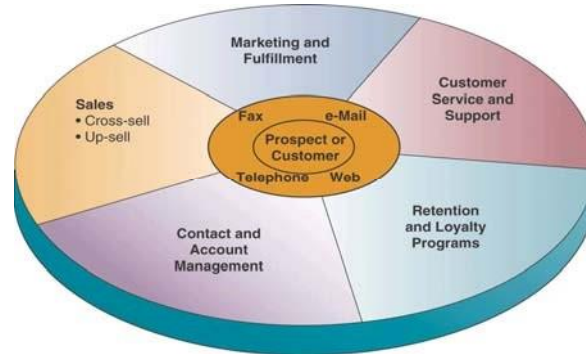 Marketing and
Fulfillment
Customer
Service and
Support
Sales
• Cross-sell
• Up-sell
Fax e-Mail
Prospect or
Customer
Telephone Web
Retention
and Loyalty
Programs
Contact and
Account
Management